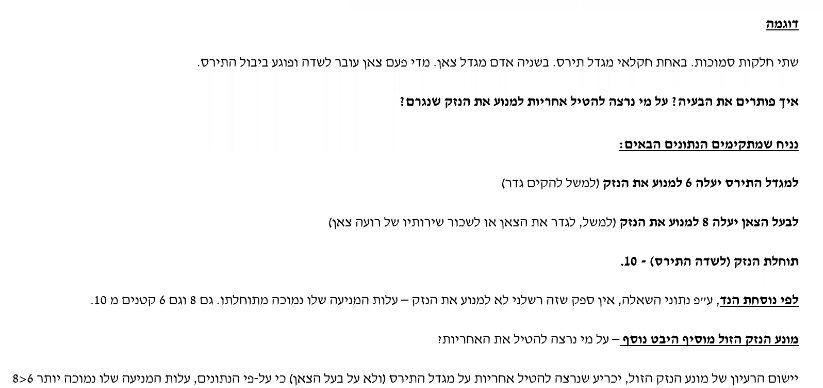 דוגמה
שתי חלקות סמוכות. באחת חקלאי מגדל תירס. בשניה אדם מגדל צאן. מדי פעם צאן עובר לשדה ופוגע ביבול התירס.
איך פותרים את הבעיה? על מי נרצה להטיל אחריות למנוע את הנזק שנגרם?
נניח שמתקימים הנתונים הבאים:
למגדל התירס יעלה 6 למנוע את הנזק (למשל להקים גדר)
לבעל הצאן יעלה 8 למנוע את הנזק (למשל, לגדר את הצאן או לשכור שירותיו של רועה צאן)
תוחלת הנזק (לשדה התירס) - 10.
לפי נוסחת הנד, ע״פ נתוני השאלה, אין ספק שזה רשלני לא למנוע את הנזק – עלות המניעה שלו נמוכה מתוחלתו. גם 8 וגם 6 קטנים מ 10.
מונע הנזק הזול מוסיף היבט נוסף – על מי נרצה להטיל את האחריות?
יישום הרעיון של מונע הנזק הזול, יכריע שנרצה להטיל אחריות על מגדל התירס (ולא על בעל הצאן) כי על-פי הנתונים, עלות המניעה שלו נמוכה יותר 6<8